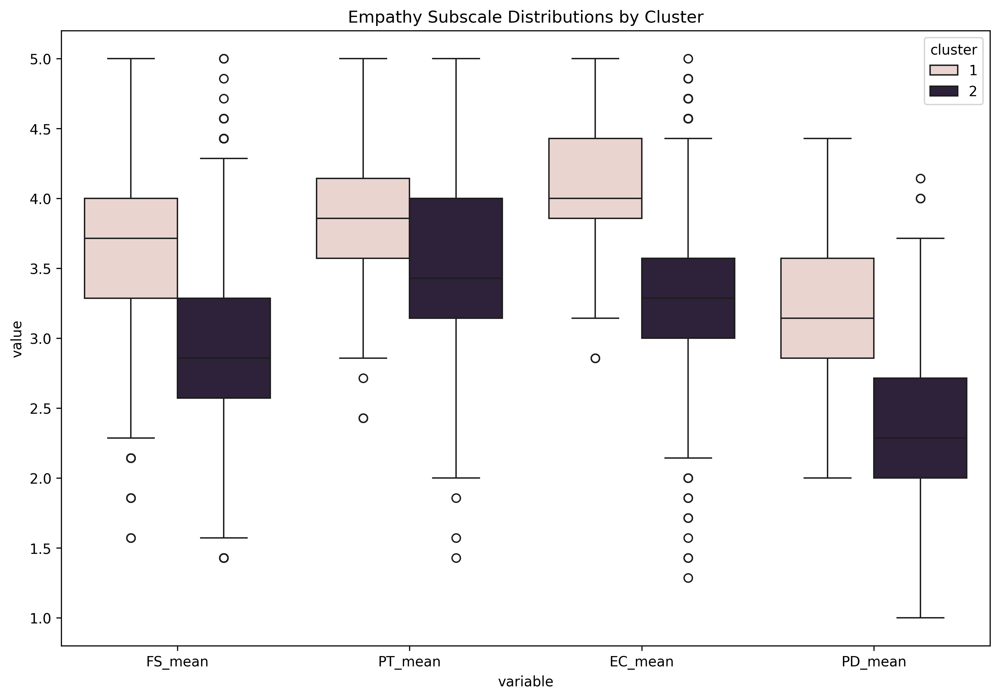 Empathy Subscale Distributions by Cluster
cluster
1
2
5.0
4.5
4.0
3.5
3.0
2.5
2.0
1.5
1.0
value
FS_mean PT_mean EC_mean PD_mean
variable